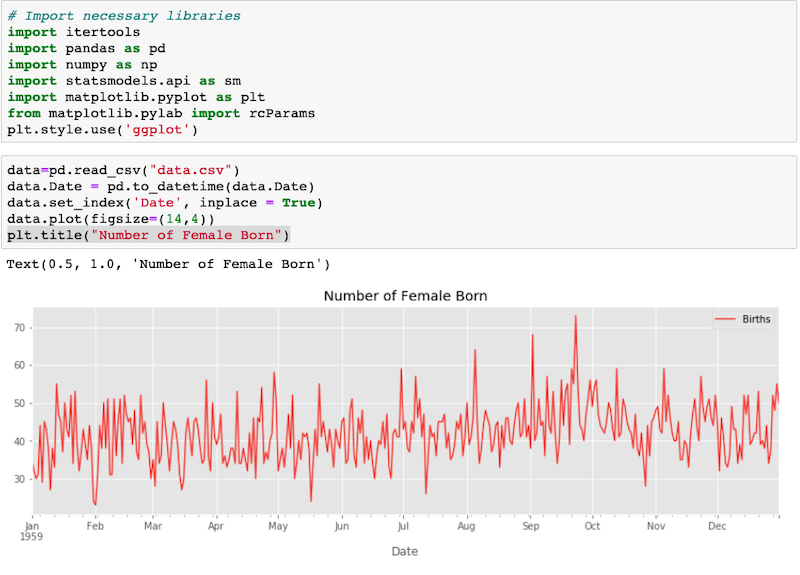 # Import necessary libraries
import itertools
import pandas as pd
import numpy as np
import statsmodels.api as sm
import matplotlib.pyplot as plt
from matplotlib.pylab import rcParams
plt.style.use('ggplot')
data=pd.read_csv("data.csv")
data.Date = pd.to_datetime(data.Date)
data.set_index('Date', inplace = True)
data.plot(figsize=(14,4))
plt.title("Number of Female Born")
Text(0.5, 1.0, 'Number of Female Born')
Number of Female Born
Births
70
60
50
40
30
Jan Feb Mar Apr May Jun Jul Aug Sep Oct Nov Dec
1959
Date